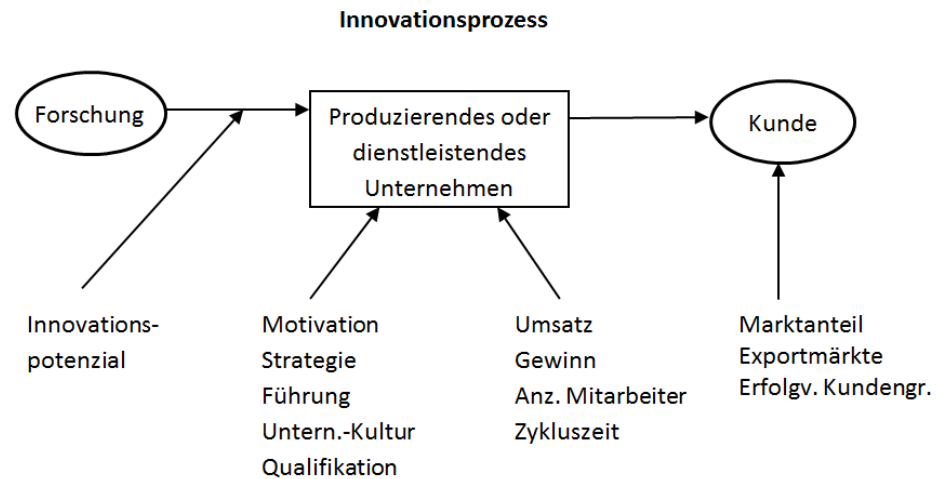 Innovationsprozess
Forschung
Produzierendes oder
dienstleistendes
Unternehmen
Kunde
Innovations-
potenzial
Motivation
Strategie
Führung
Untern.-Kultur
Qualifikation
Umsatz
Gewinn
Anz. Mitarbeiter
Zykluszeit
Marktanteil
Exportmärkte
Erfolgv. Kundengr.